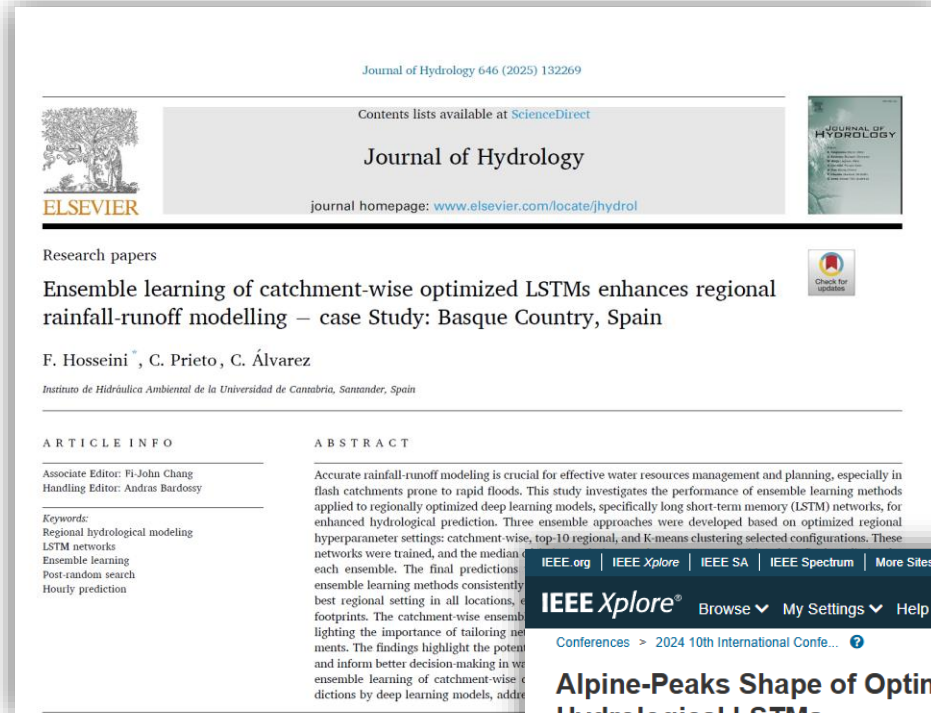 Journal of Hydrology 646 (2025) 132269
Contents lists available at ScienceDirect
Journal of Hydrology
journal homepage: www.elsevier.com/locate/jhydrol
ELSEVIER
JOURNAL OF
HYDROLOGY
Research papers
Check for
updates
Ensemble learning of catchment-wise optimized LSTMs enhances regional
rainfall-runoff modelling – case Study: Basque Country, Spain
F. Hosseini *, C. Prieto, C. Álvarez
Instituto de Hidráulica Ambiental de la Universidad de Cantabria, Santander, Spain
ARTICLE INFO
Associate Editor: Fi-John Chang
Handling Editor: Andras Bardossy
Keywords:
Regional hydrological modeling
LSTM networks
Ensemble learning
Post-random search
Hourly prediction
ABSTRACT
Accurate rainfall-runoff modeling is crucial for effective water resources management and planning, especially in
flash catchments prone to rapid floods. This study investigates the performance of ensemble learning methods
applied to regionally optimized deep learning models, specifically long short-term memory (LSTM) networks, for
enhanced hydrological prediction. Three ensemble approaches were developed based on optimized regional
hyperparameter settings: catchment-wise, top-10 regional, and K-means clustering selected configurations. These
networks were trained, and the median
each ensemble. The final predictions
ensemble learning methods consistently
best regional setting in all locations,
footprints. The catchment-wise
lighting the importance of tailoring
ments. The findings highlight the
and inform better decision-making in
ensemble learning of catchment-wise
dictions by deep learning models,
IEEE.org IEEE Xplore IEEE SA IEEE Spectrum More Sites
IEEE Xplore® Browse My Settings Help
Conferences > 2024 10th International Confe...
Alpine-Peaks Shape of
Hydrological LSTMs